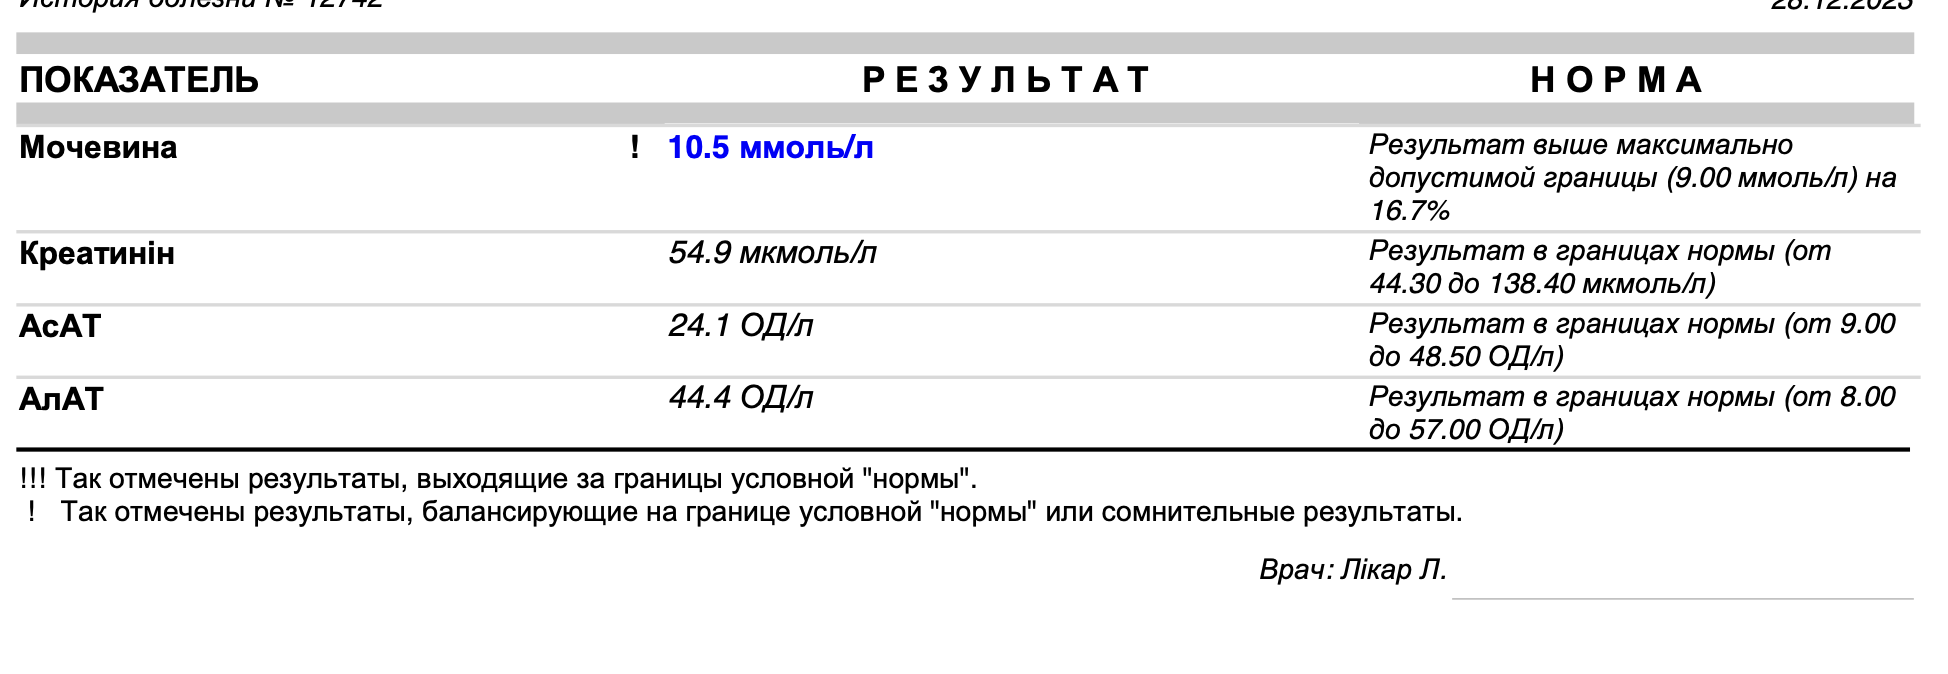 История болезни № 12742 28.12.2023
ПОКАЗАТЕЛЬ РЕЗУЛЬТАТ НОРМА
Мочевина ! 10.5 ммоль/л Результат выше максимально
допустимой границы (9.00 ммоль/л) на
16.7%
Креатинін 54.9 мкмоль/л Результат в границах нормы (от
44.30 до 138.40 мкмоль/л)
АсАТ 24.1 ОД/л Результат в границах нормы (от 9.00
до 48.50 ОД/л)
АлАТ 44.4 ОД/л Результат в границах нормы (от 8.00
до 57.00 ОД/л)
!!! Так отмечены результаты, выходящие за границы условной "нормы".
! Так отмечены результаты, балансирующие на границе условной "нормы" или сомнительные результаты.
Врач: Лікар Л.